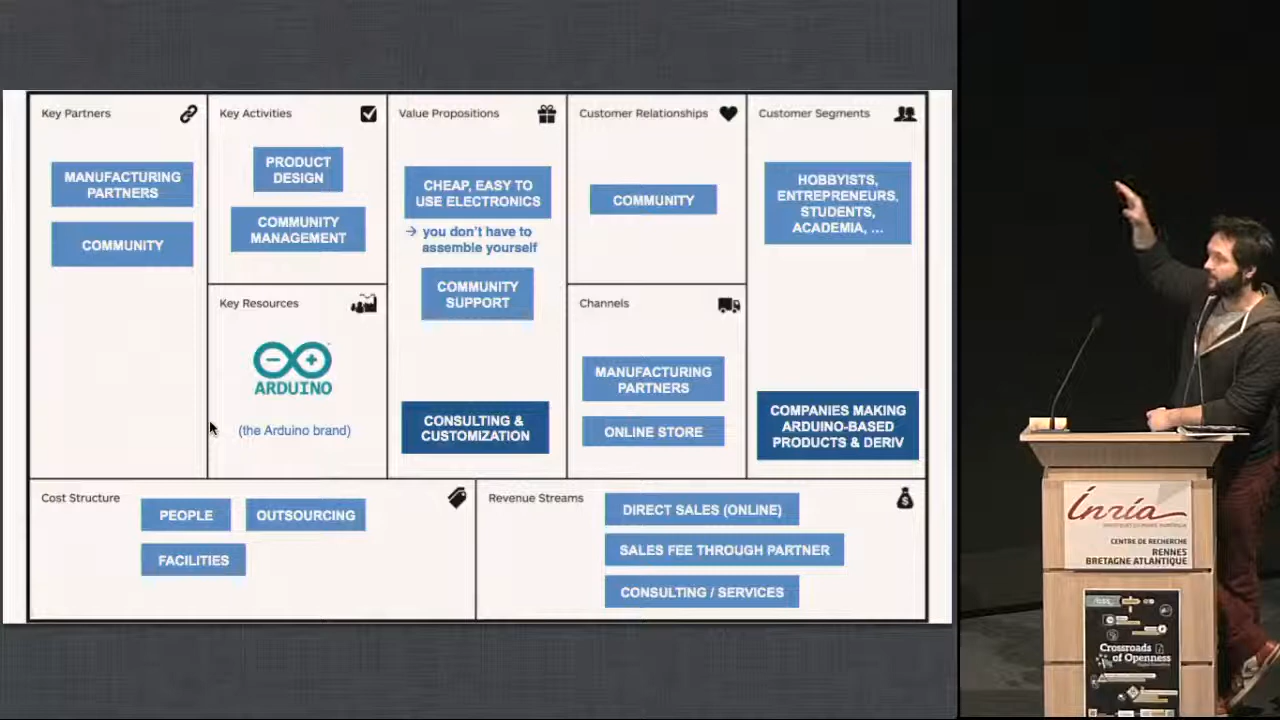 Key Partners
MANUFACTURING
PARTNERS
COMMUNITY
Key Activities
PRODUCT
DESIGN
COMMUNITY
MANAGEMENT
Key Resources
ARDUINO
(the Arduino brand)
Value Propositions
CHEAP, EASY TO
USE ELECTRONICS
→ you don't have to
assemble yourself
COMMUNITY
SUPPORT
CONSULTING &
CUSTOMIZATION
Customer Relationships
COMMUNITY
Channels
MANUFACTURING
PARTNERS
ONLINE STORE
Customer Segments
HOBBYISTS,
ENTREPRENEURS,
STUDENTS,
ACADEMIA, ...
COMPANIES MAKING
ARDUINO-BASED
PRODUCTS & DERIV
Cost Structure
PEOPLE
OUTSOURCING
FACILITIES
Revenue Streams
DIRECT SALES (ONLINE)
SALES FEE THROUGH PARTNER
CONSULTING / SERVICES
Inria
CENTRE DE RECHERCHE
RENNES
BRETAGNE ATLANTIQUE
Crossroads
of Openness